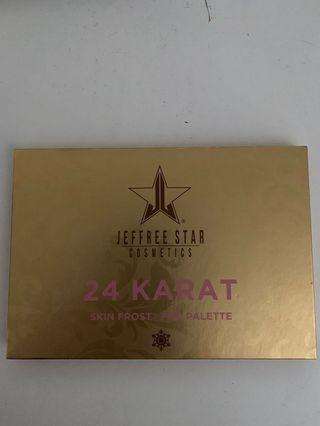 JEFFREE STAR
COSMETICS
24 KARAT
SKIN FROST PALETTE